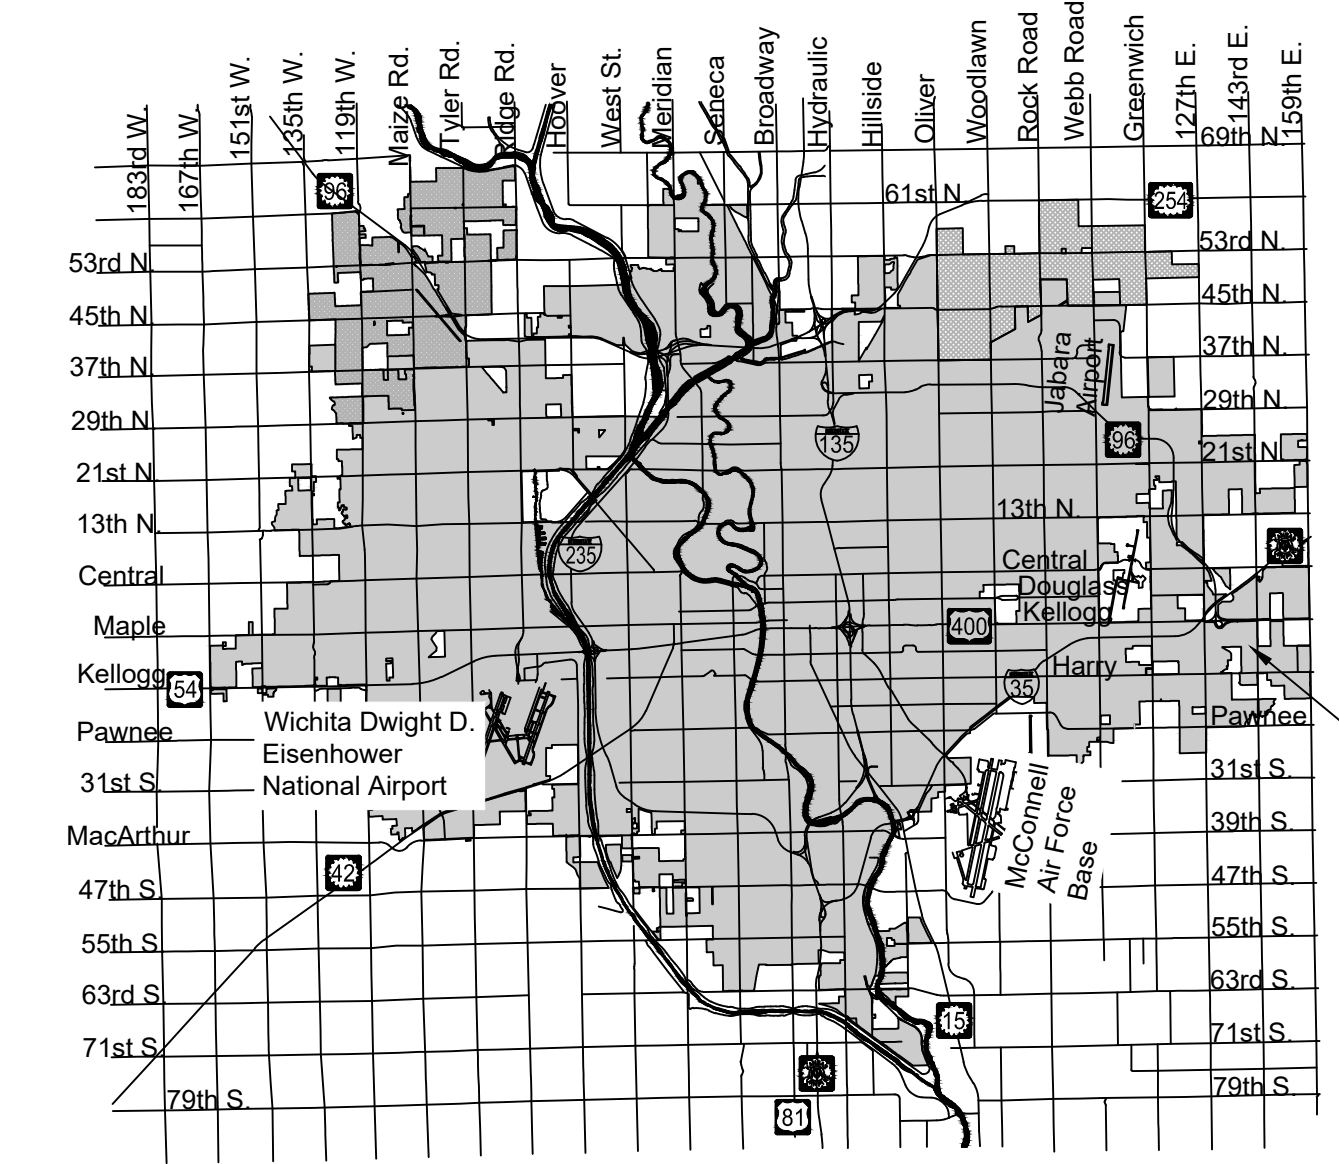 183rd W.
167th W.
151st W.
135th W.
119th W.
Maize Rd.
Tyler Rd.
Ridge Rd.
Hoover
West St.
Meridian
Seneca
Broadway
Hydraulic
Hillside
Oliver
Woodlawn
Rock Road
Webb Road
Greenwich
127th E.
143rd E.
159th E.
69th N.
96
61st N.
254
53rd N.
53rd N.
45th N.
45th N.
37th N.
37th N.
Jabara
Airport
29th N.
29th N.
135
96
21st N.
21st N.
13th N.
13th N.
235
Central
Central
Douglass
Maple
Kellogg
400
Kellogg
54
Harry
35
Pawnee
Pawnee
Wichita Dwight D.
Eisenhower
National Airport
31st S.
31st S.
MacArthur
39th S.
McConnell
Air Force
Base
42
47th S.
47th S.
55th S.
55th S.
63rd S.
63rd S.
15
71st S.
71st S.
79th S.
79th S.
81